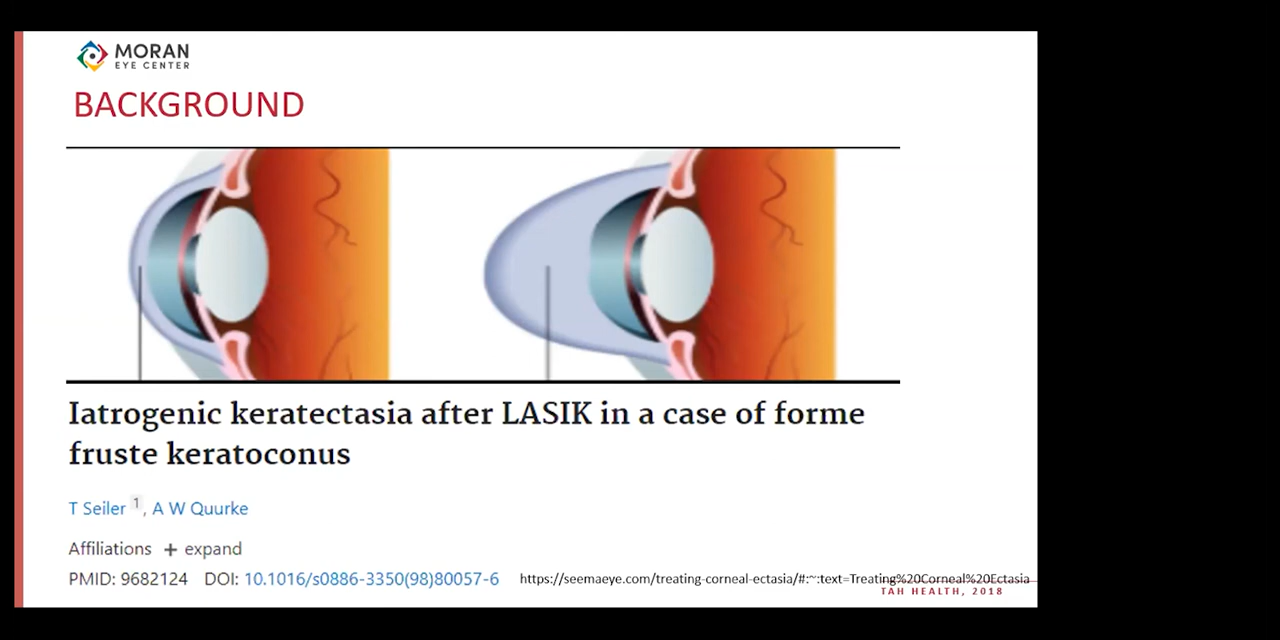 MORAN
EYE CENTER
BACKGROUND
Iatrogenic keratectasia after LASIK in a case of forme
fruste keratoconus
T Seiler 1, A W Quurke
Affiliations + expand
PMID: 9682124 DOI: 10.1016/s0886-3350(98)80057-6
https://seemaeye.com/treating-corneal-ectasia/#:~:text=Treating%20Corneal%20Ectasia
TAH HEALTH, 2018